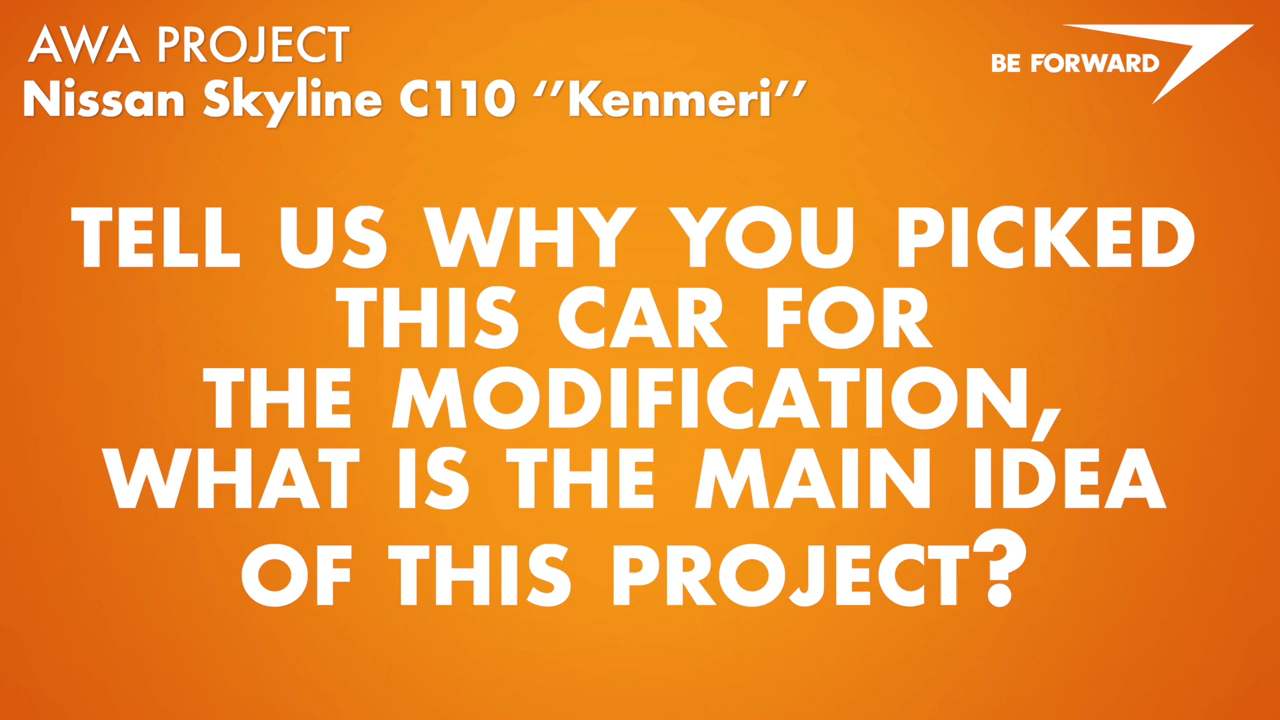 AWA PROJECT
Nissan Skyline C110 ‘‘Kenmeri’’
BE FORWARD
TELL US WHY YOU PICKED
THIS CAR FOR
THE MODIFICATION,
WHAT IS THE MAIN IDEA
OF THIS PROJECT?